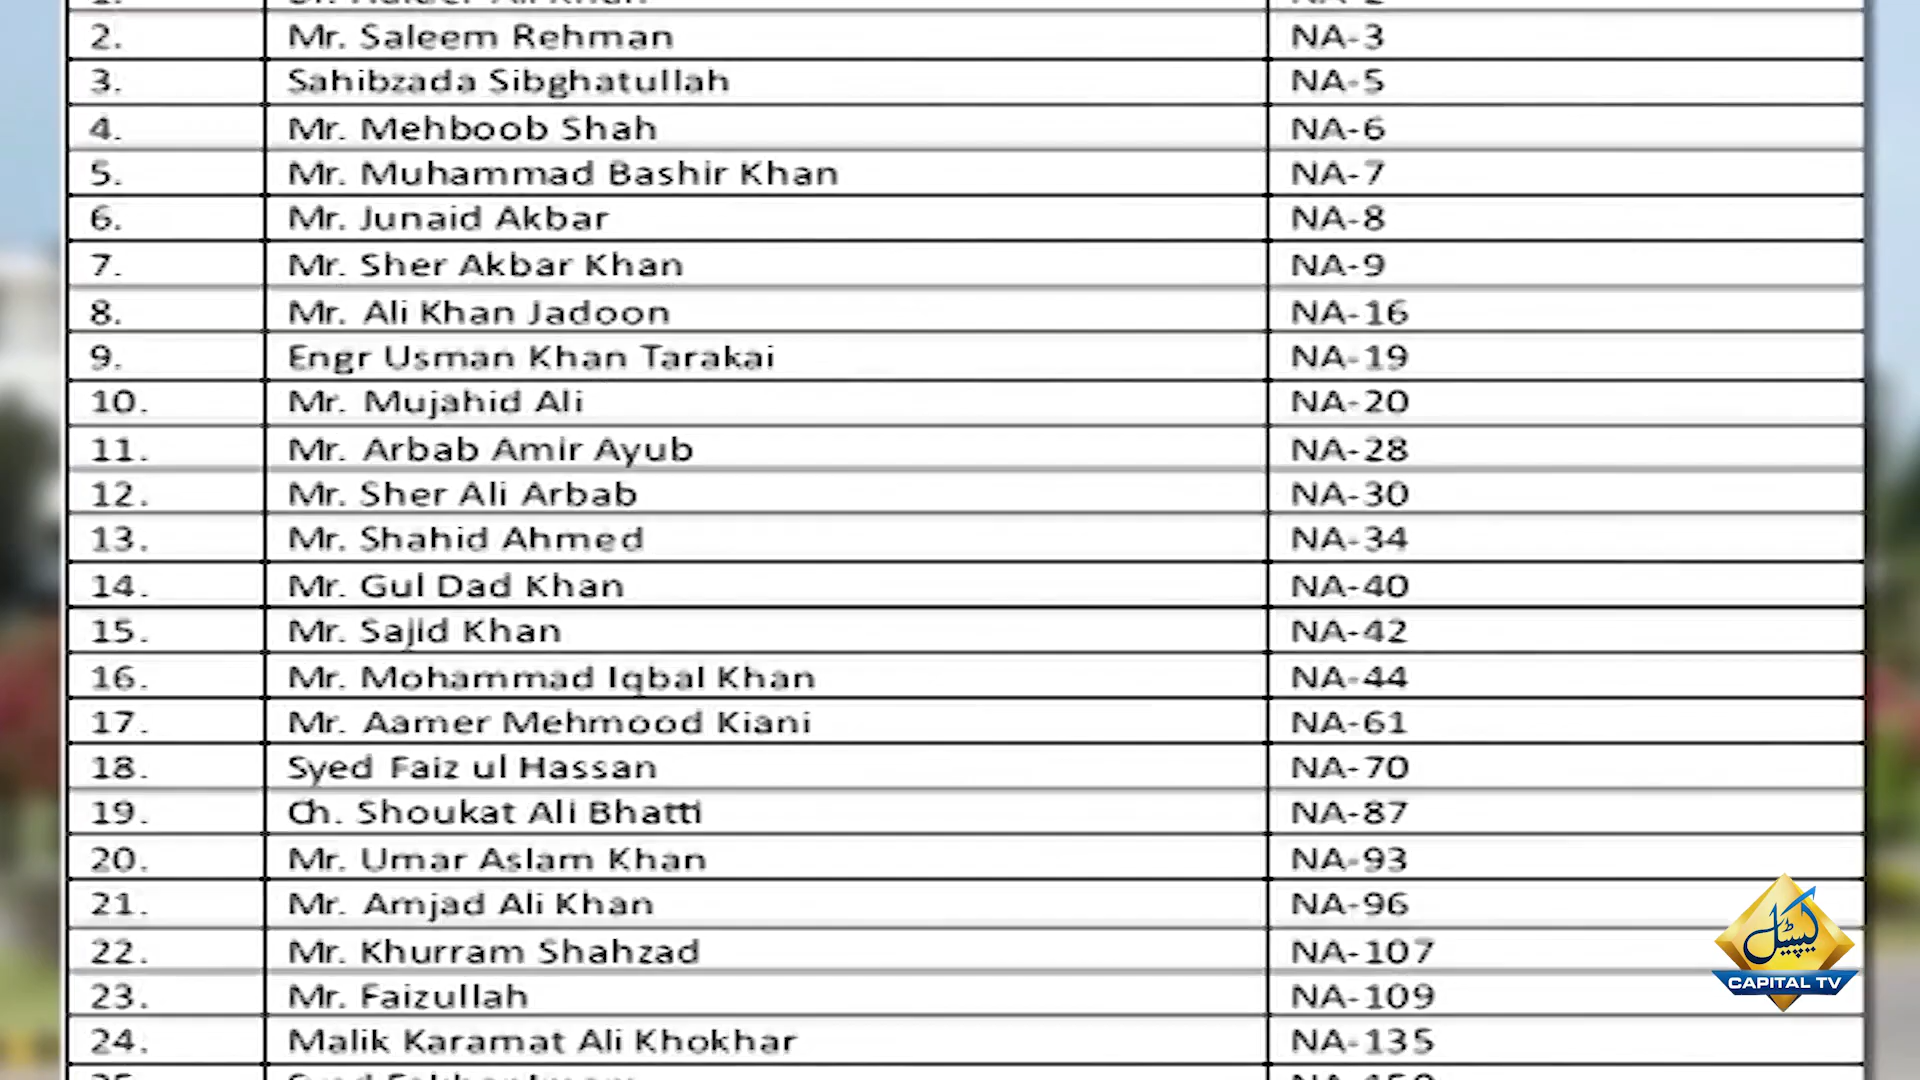 2. Mr. Saleem Rehman NA-3
3. Sahibzada Sibghatullah NA-5
4. Mr. Mehboob Shah NA-6
5. Mr. Muhammad Bashir Khan NA-7
6. Mr. Junaid Akbar NA-8
7. Mr. Sher Akbar Khan NA-9
8. Mr. Ali Khan Jadoon NA-16
9. Engr Usman Khan Tarakai NA-19
10. Mr. Mujahid Ali NA-20
11. Mr. Arbab Amir Ayub NA-28
12. Mr. Sher Ali Arbab NA-30
13. Mr. Shahid Ahmed NA-34
14. Mr. Gul Dad Khan NA-40
15. Mr. Sajid Khan NA-42
16. Mr. Mohammad Iqbal Khan NA-44
17. Mr. Aamer Mehmood Kiani NA-61
18. Syed Faiz ul Hassan NA-70
19. Ch. Shoukat Ali Bhatti NA-87
20. Mr. Umar Aslam Khan NA-93
21. Mr. Amjad Ali Khan NA-96
22. Mr. Khurram Shahzad NA-107
23. Mr. Faizullah NA-109
24. Malik Karamat Ali Khokhar NA-135
کیپیٹل
CAPITAL TV